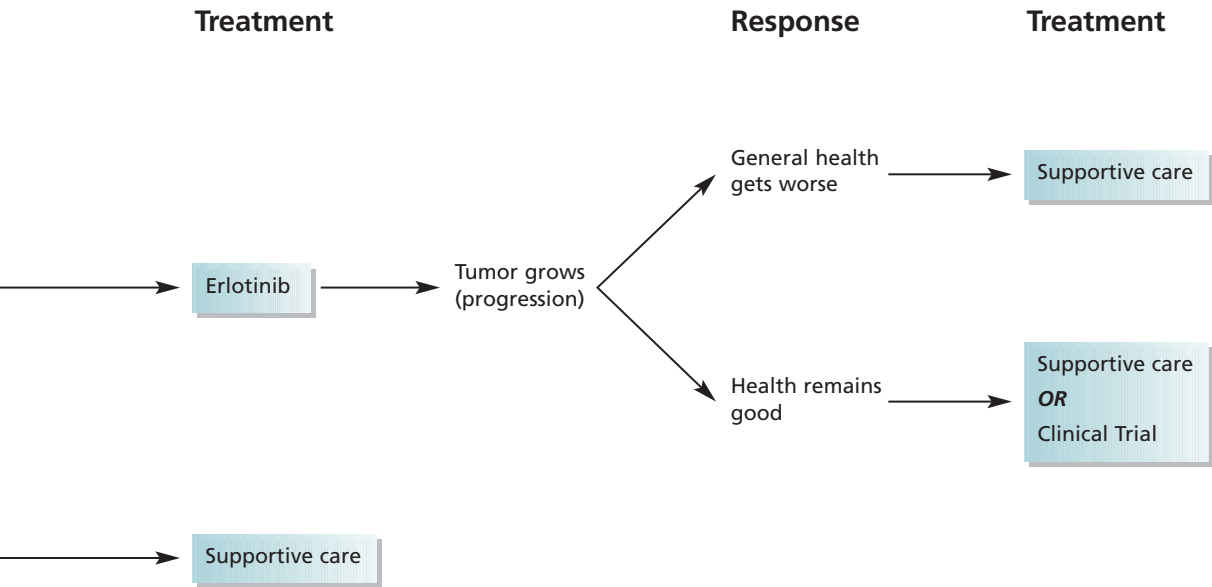 Treatment
Response
Treatment
General health
gets worse
Supportive care
Erlotinib
Tumor grows
(progression)
Health remains
good
Supportive care
OR
Clinical Trial
Supportive care